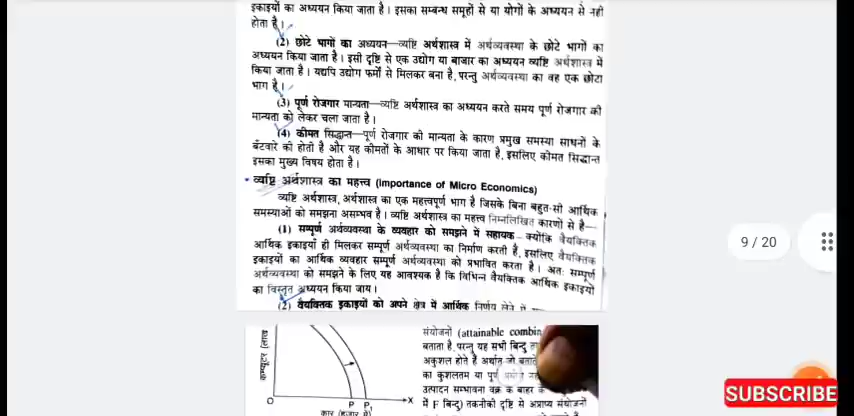 इकाइयों का अध्ययन किया जाता है। इसका सम्बन्ध समूहों से या योगों के अध्ययन से नहीं
होता है।
(2) छोटे भागों का अध्ययन—व्यष्टि अर्थशास्त्र में अर्थव्यवस्था के छोटे भागों का
अध्ययन किया जाता है। इसी दृष्टि से एक उद्योग या बाजार का अध्ययन व्यष्टि अर्थशास्त्र में
किया जाता है। यद्यपि उद्योग फर्मों से मिलकर बना है, परन्तु अर्थव्यवस्था का वह एक छोटा
भाग है।
(3) पूर्ण रोजगार मान्यता—व्यष्टि अर्थशास्त्र का अध्ययन करते समय पूर्ण रोजगार की
मान्यता को लेकर चला जाता है।
(4) कीमत सिद्धान्त—पूर्ण रोजगार की मान्यता के कारण प्रमुख समस्या साधनों के
बँटवारे की होती है और यह कीमतों के आधार पर किया जाता है, इसलिए कीमत सिद्धान्त
इसका मुख्य विषय होता है।
व्यष्टि अर्थशास्त्र का महत्त्व (Importance of Micro Economics)
व्यष्टि अर्थशास्त्र, अर्थशास्त्र का एक महत्त्वपूर्ण भाग है जिसके बिना बहुत-सी आर्थिक
समस्याओं को समझना असम्भव है। व्यष्टि अर्थशास्त्र का महत्त्व निम्नलिखित कारणों से है—
(1) सम्पूर्ण अर्थव्यवस्था के व्यवहार को समझने में सहायक—क्योंकि वैयक्तिक
आर्थिक इकाइयाँ ही मिलकर सम्पूर्ण अर्थव्यवस्था का निर्माण करती हैं, इसलिए वैयक्तिक
इकाइयों का आर्थिक व्यवहार सम्पूर्ण अर्थव्यवस्था को प्रभावित करता है। अतः सम्पूर्ण
अर्थव्यवस्था को समझने के लिए यह आवश्यक है कि विभिन्न वैयक्तिक आर्थिक इकाइयों
का विस्तृत अध्ययन किया जाय।
(2) वैयक्तिक इकाइयों को अपने क्षेत्र में आर्थिक निर्णय लेने में
9 / 20
संयोजनों (attainable combin
बताता है, परन्तु यह सभी बिन्दु
अकुशल होते हैं अर्थात् जो
का कुशलतम या पूर्ण
उत्पादन सम्भावना वक्र के बाहर
में F बिन्दु) तकनीकी दृष्टि से अप्राप्य संयोजनों
कम्प्यूटर (लाख
O P P₁ X
कार (हजार में)
SUBSCRIBE